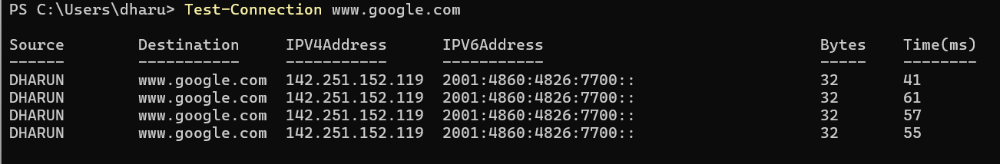 PS C:\Users\dharu> Test-Connection www.google.com
Source Destination IPV4Address IPV6Address Bytes Time(ms)
------ ----------- ----------- ----------- ----- --------
DHARUN www.google.com 142.251.152.119 2001:4860:4826:7700:: 32 41
DHARUN www.google.com 142.251.152.119 2001:4860:4826:7700:: 32 61
DHARUN www.google.com 142.251.152.119 2001:4860:4826:7700:: 32 57
DHARUN www.google.com 142.251.152.119 2001:4860:4826:7700:: 32 55